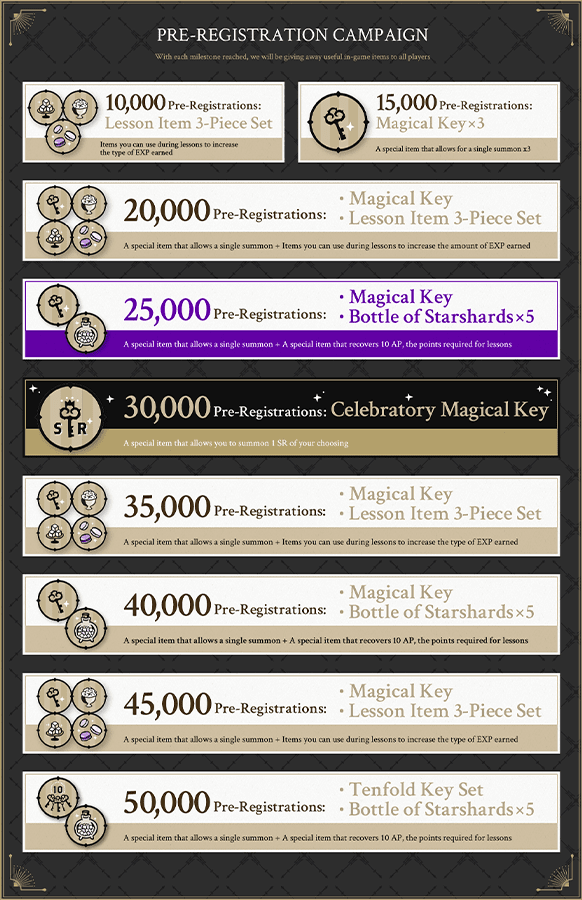 PRE-REGISTRATION CAMPAIGN
With each milestone reached, we will be giving away useful in-game items to all players
10,000 Pre-Registrations:
Lesson Item 3-Piece Set
Items you can use during lessons to increase
the type of EXP earned
15,000 Pre-Registrations:
Magical Key×3
A special item that allows for a single summon x3
20,000 Pre-Registrations:
• Magical Key
• Lesson Item 3-Piece Set
A special item that allows a single summon + Items you can use during lessons to increase the amount of EXP earned
25,000 Pre-Registrations:
• Magical Key
• Bottle of Starshards×5
A special item that allows a single summon + A special item that recovers 10 AP, the points required for lessons
SR
30,000 Pre-Registrations: Celebratory Magical Key
A special item that allows you to summon 1 SR of your choosing
35,000 Pre-Registrations:
• Magical Key
• Lesson Item 3-Piece Set
A special item that allows a single summon + Items you can use during lessons to increase the type of EXP earned
40,000 Pre-Registrations:
• Magical Key
• Bottle of Starshards×5
A special item that allows a single summon + A special item that recovers 10 AP, the points required for lessons
45,000 Pre-Registrations:
• Magical Key
• Lesson Item 3-Piece Set
A special item that allows a single summon + Items you can use during lessons to increase the type of EXP earned
10
50,000 Pre-Registrations:
• Tenfold Key Set
• Bottle of Starshards×5
A special item that allows a single summon + A special item that recovers 10 AP, the points required for lessons